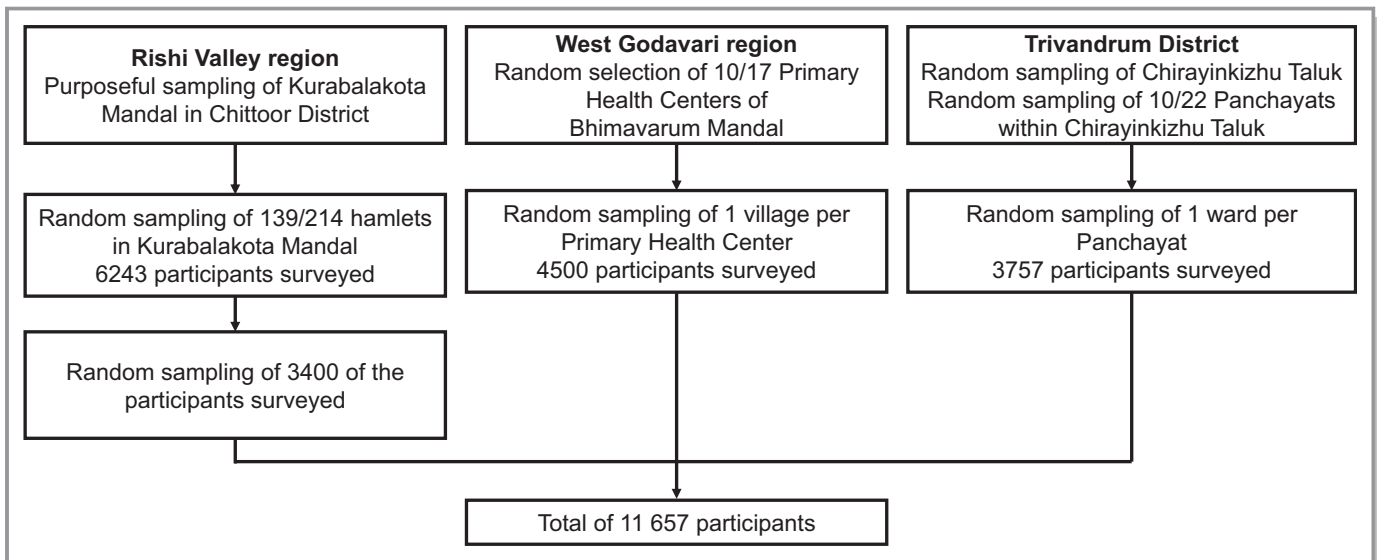 Rishi Valley region
Purposeful sampling of Kurabalakota
Mandal in Chittoor District
West Godavari region
Random selection of 10/17 Primary
Health Centers of
Bhimavarum Mandal
Trivandrum District
Random sampling of Chirayinkizhu Taluk
Random sampling of 10/22 Panchayats
within Chirayinkizhu Taluk
Random sampling of 139/214 hamlets
in Kurabalakota Mandal
6243 participants surveyed
Random sampling of 1 village per
Primary Health Center
4500 participants surveyed
Random sampling of 1 ward per
Panchayat
3757 participants surveyed
Random sampling of 3400 of the
participants surveyed
Total of 11 657 participants